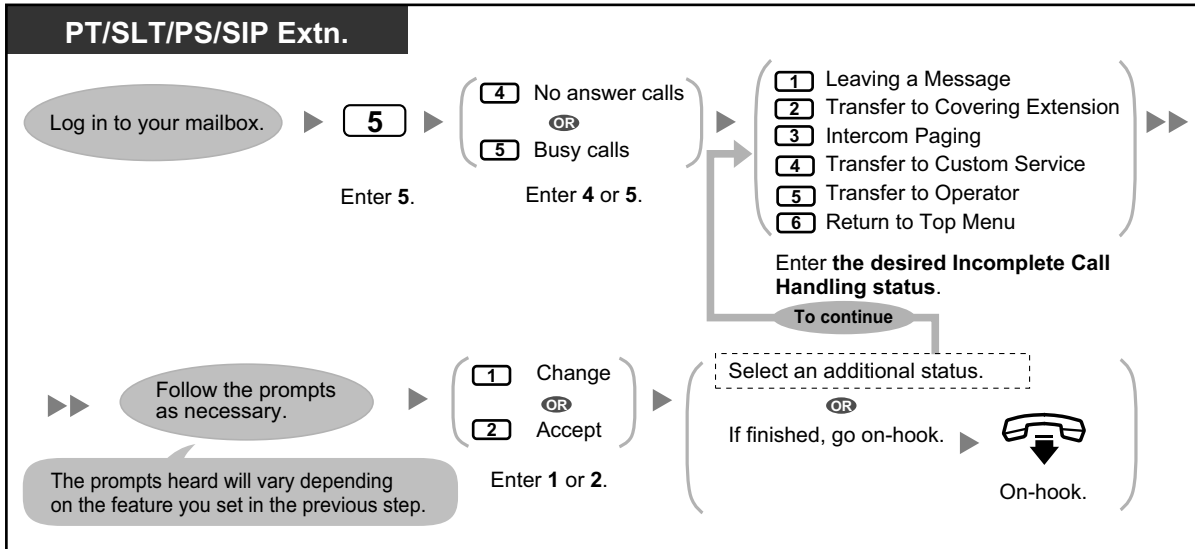 PT/SLT/PS/SIP Extn.
Log in to your mailbox.
5
Enter 5.
4 No answer calls
OR
5 Busy calls
Enter 4 or 5.
1 Leaving a Message
2 Transfer to Covering Extension
3 Intercom Paging
4 Transfer to Custom Service
5 Transfer to Operator
6 Return to Top Menu
Enter the desired Incomplete Call
Handling status.
To continue
Follow the prompts
as necessary.
The prompts heard will vary depending
on the feature you set in the previous step.
1 Change
OR
2 Accept
Enter 1 or 2.
Select an additional status.
OR
If finished, go on-hook.
On-hook.